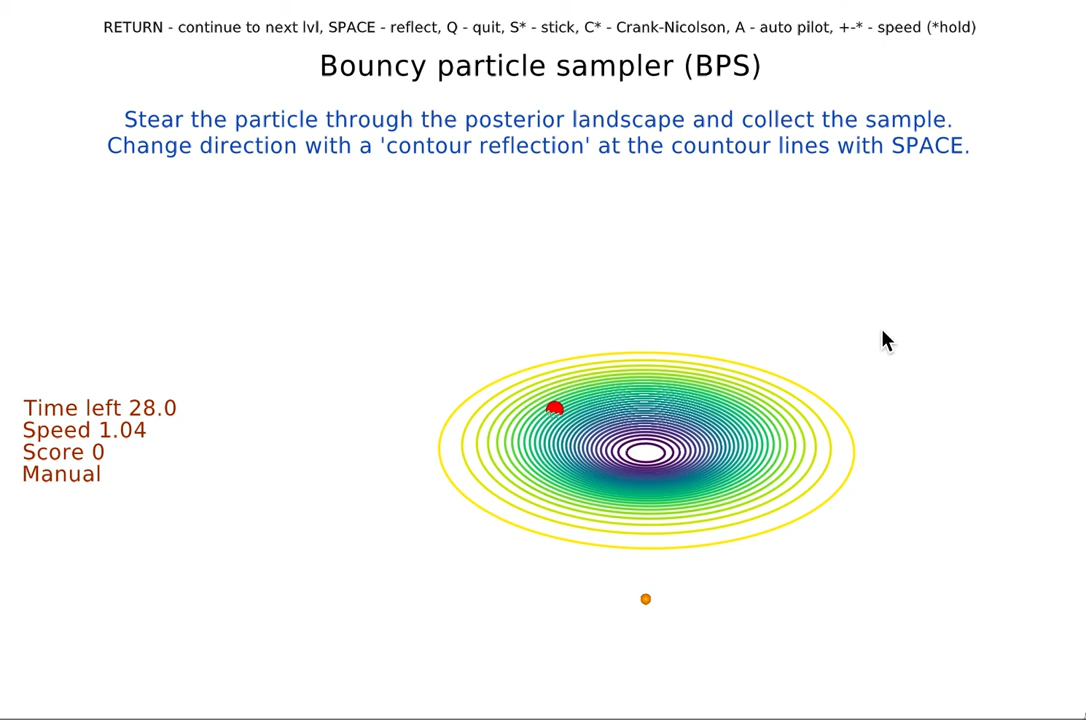 RETURN - continue to next lvl, SPACE - reflect, Q - quit, S* - stick, C* - Crank-Nicolson, A - auto pilot, +-* - speed (*hold)
Bouncy particle sampler (BPS)
Stear the particle through the posterior landscape and collect the sample.
Change direction with a 'contour reflection' at the countour lines with SPACE.
Time left 28.0
Speed 1.04
Score 0
Manual